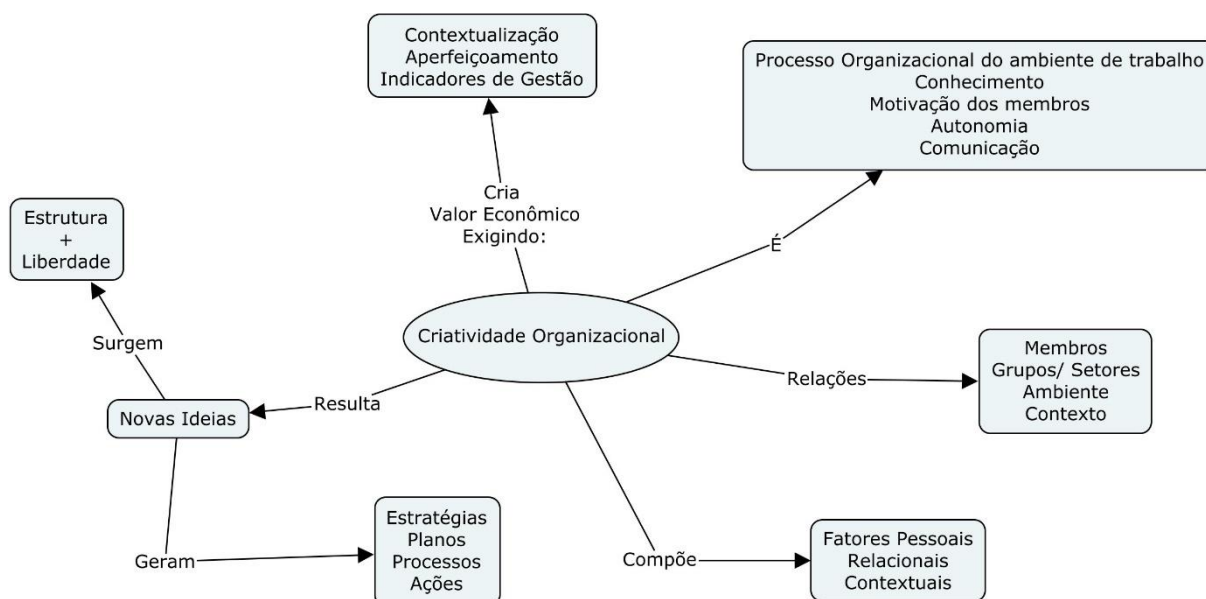 Contextualização
Aperfeiçoamento
Indicadores de Gestão
Processo Organizacional do ambiente de trabalho
Conhecimento
Motivação dos membros
Autonomia
Comunicação
Cria
Valor Econômico
Exigindo:
É
Estrutura
+
Liberdade
Surgem
Criatividade Organizacional
Relações
Membros
Grupos/ Setores
Ambiente
Contexto
Resulta
Novas Ideias
Geram
Estratégias
Planos
Processos
Ações
Compõe
Fatores Pessoais
Relacionais
Contextuais